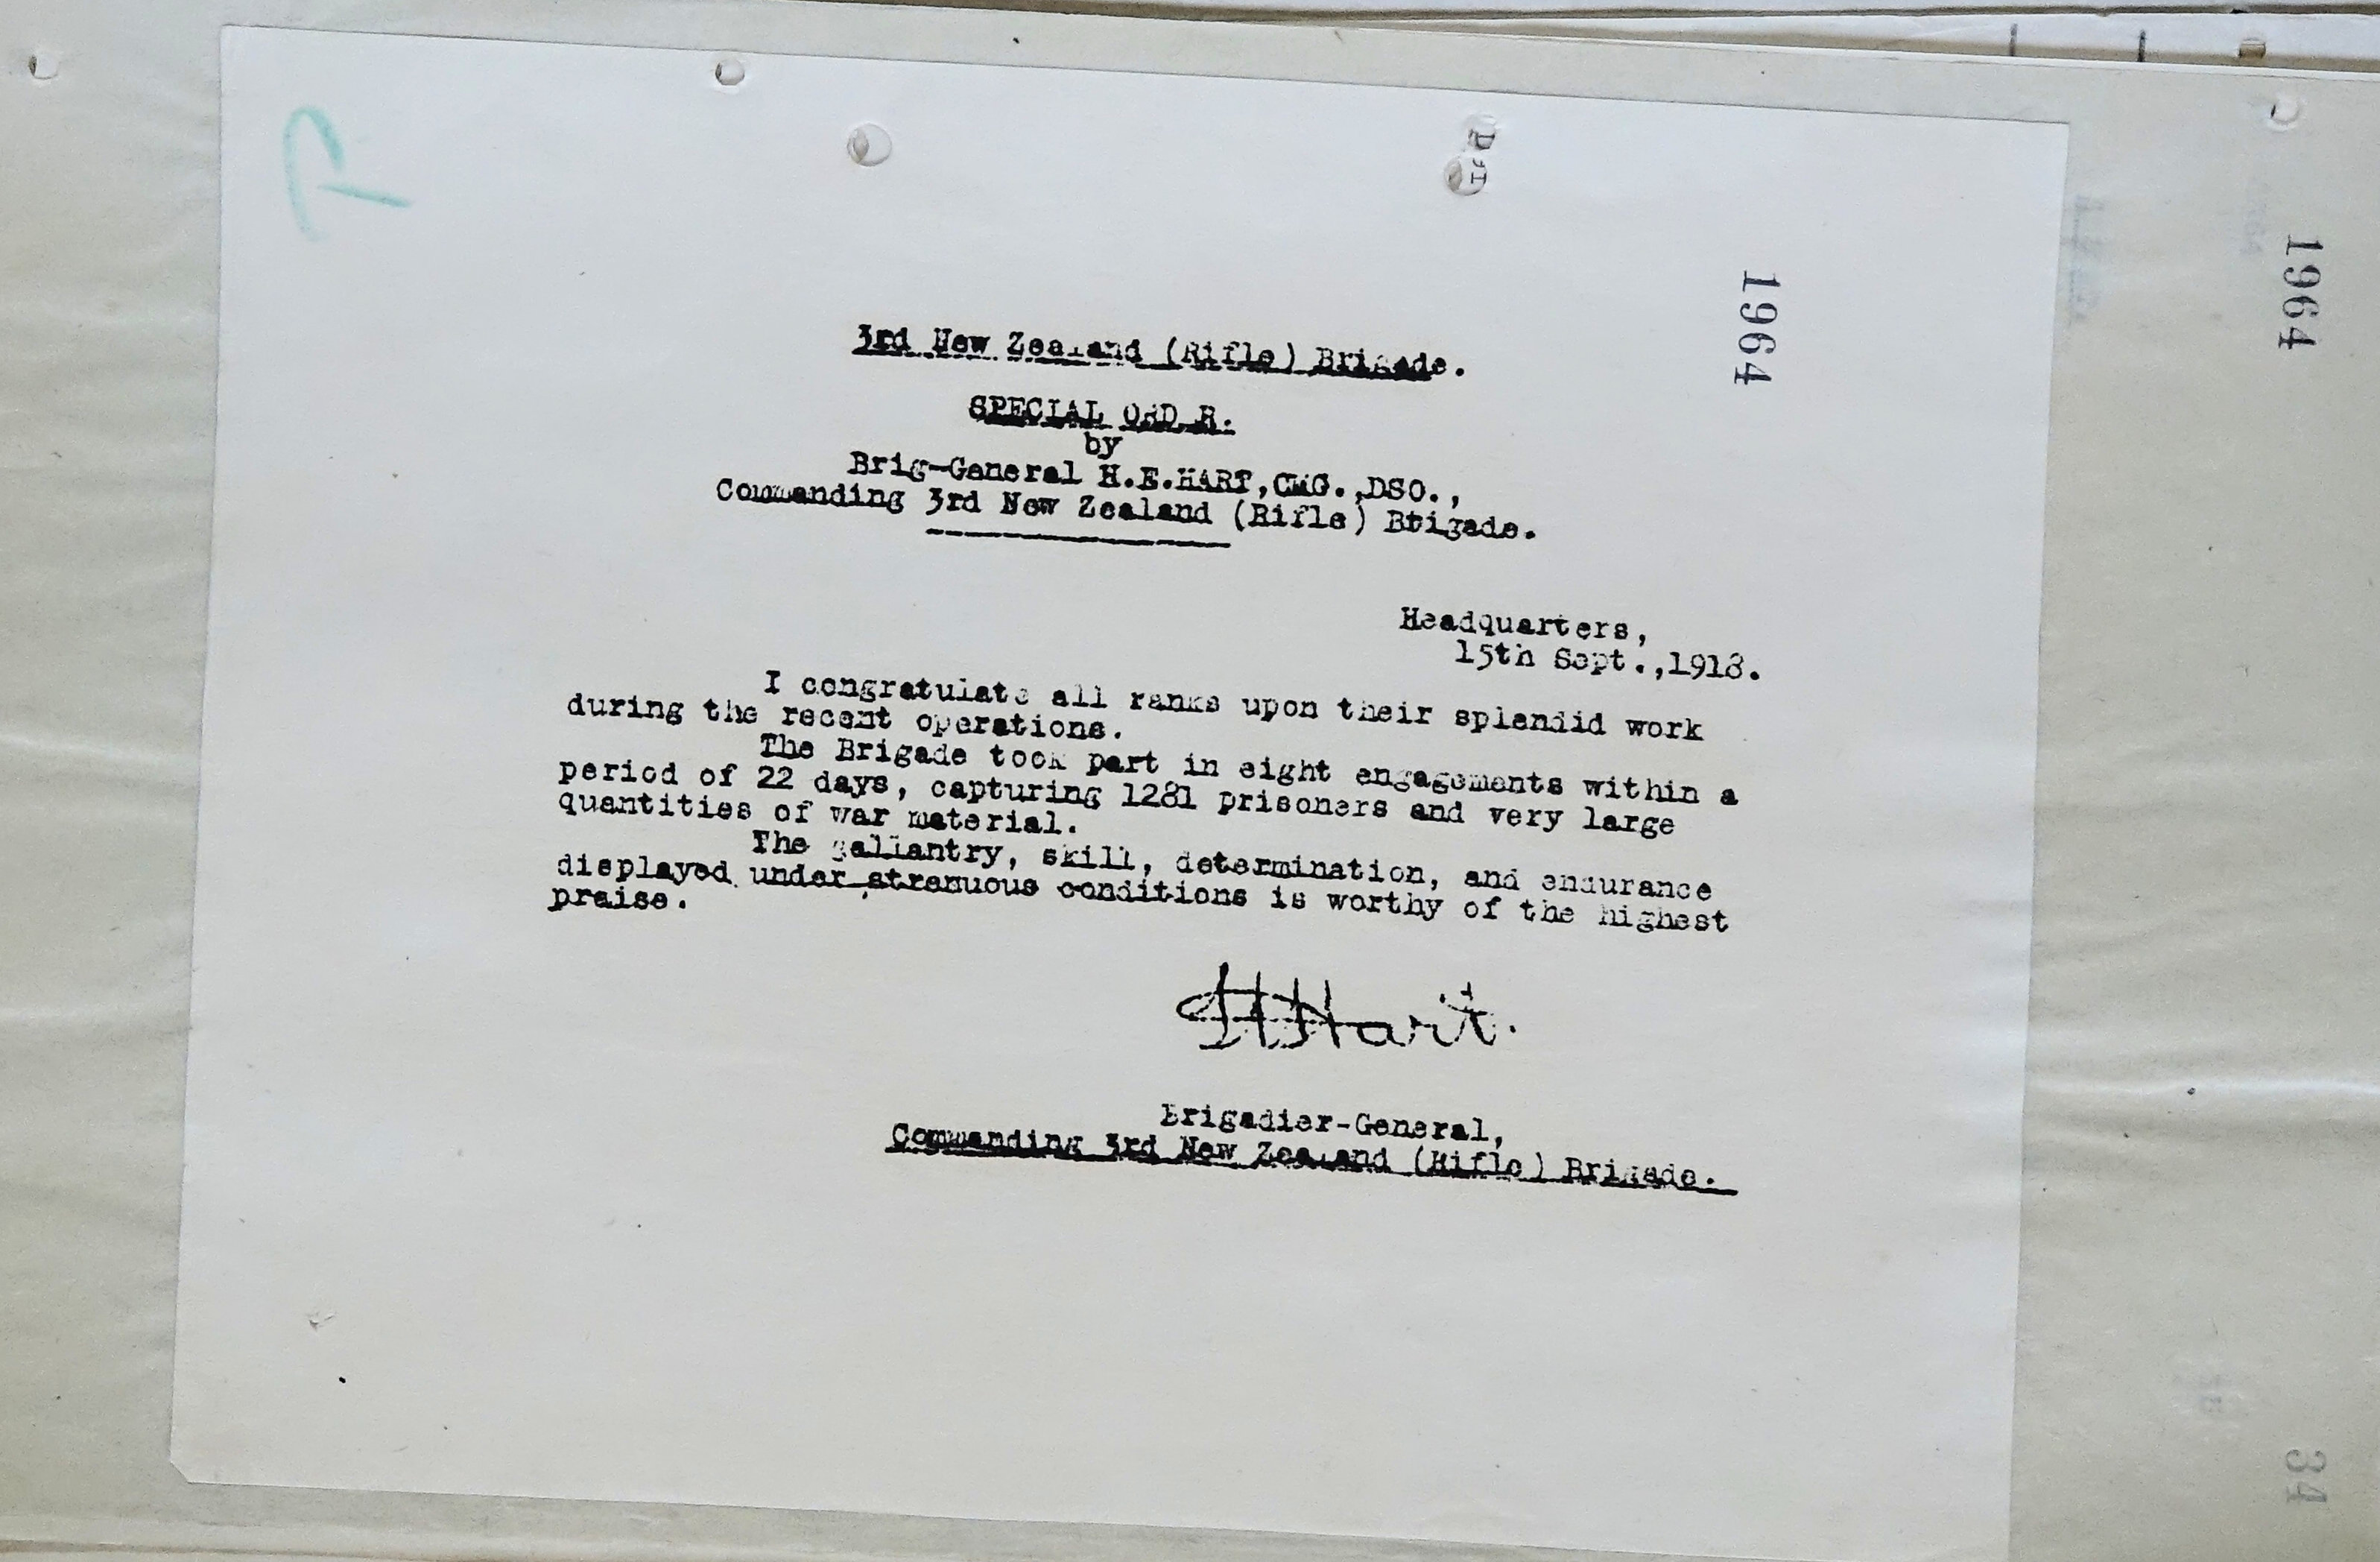 P
D'I
1964
1964
3rd New Zealand (Rifle) Brigade.
SPECIAL ORD R.
by
Brig-General H.E.HART,CMG.,DSO.,
Commanding 3rd New Zealand (Rifle) Btigade.
Headquarters,
15th Sept.,1918.
I congratulate all ranks upon their splendid work
during the recent operations.
The Brigade took part in eight engagements within a
period of 22 days, capturing 1281 prisoners and very large
quantities of war material.
The gallantry, skill, determination, and endurance
displayed under strenuous conditions is worthy of the highest
praise.
HHart.
Brigadier-General,
Commanding 3rd New Zealand (Rifle) Brigade.
34